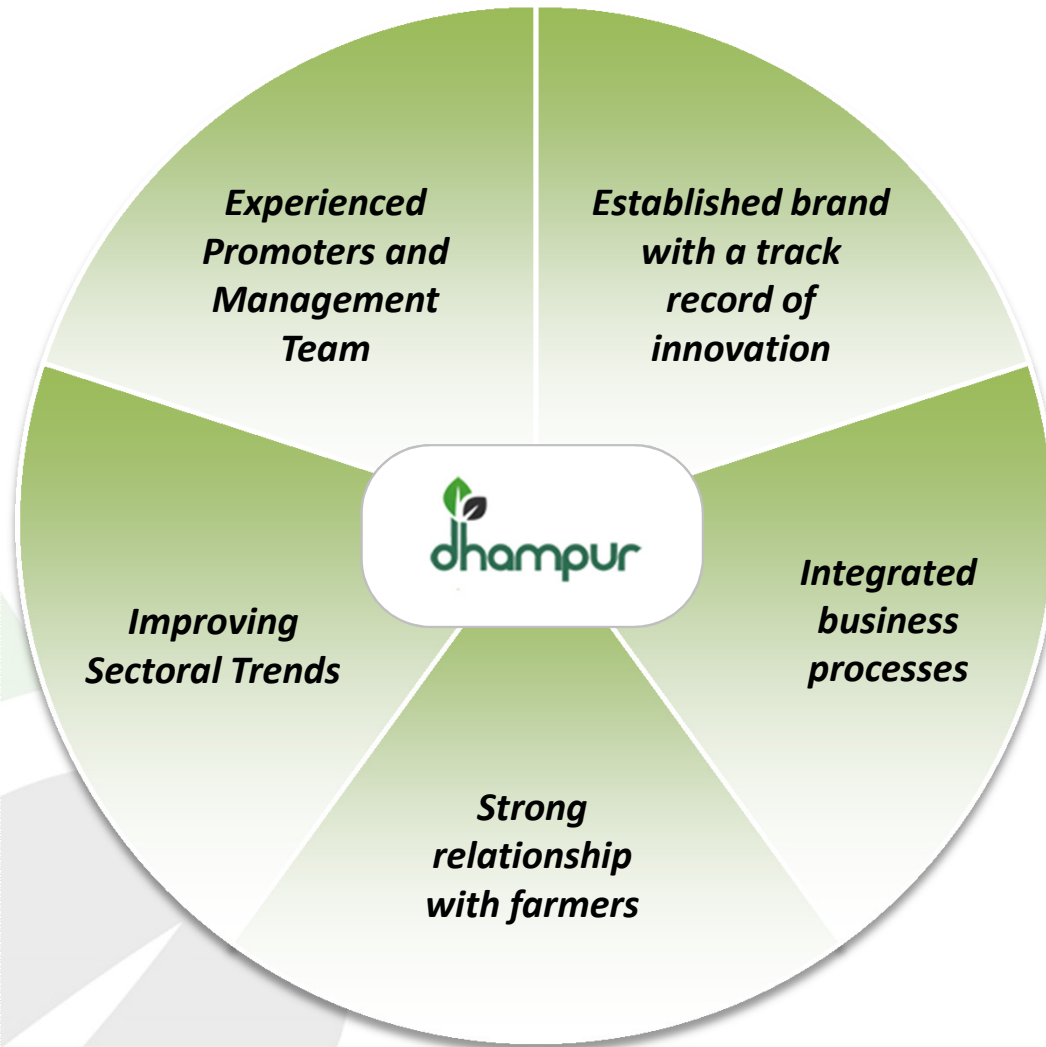 Experienced
Promoters and
Management
Team
Established brand
with a track
record of
innovation
dhampur
Integrated
business
processes
Improving
Sectoral Trends
Strong
relationship
with farmers